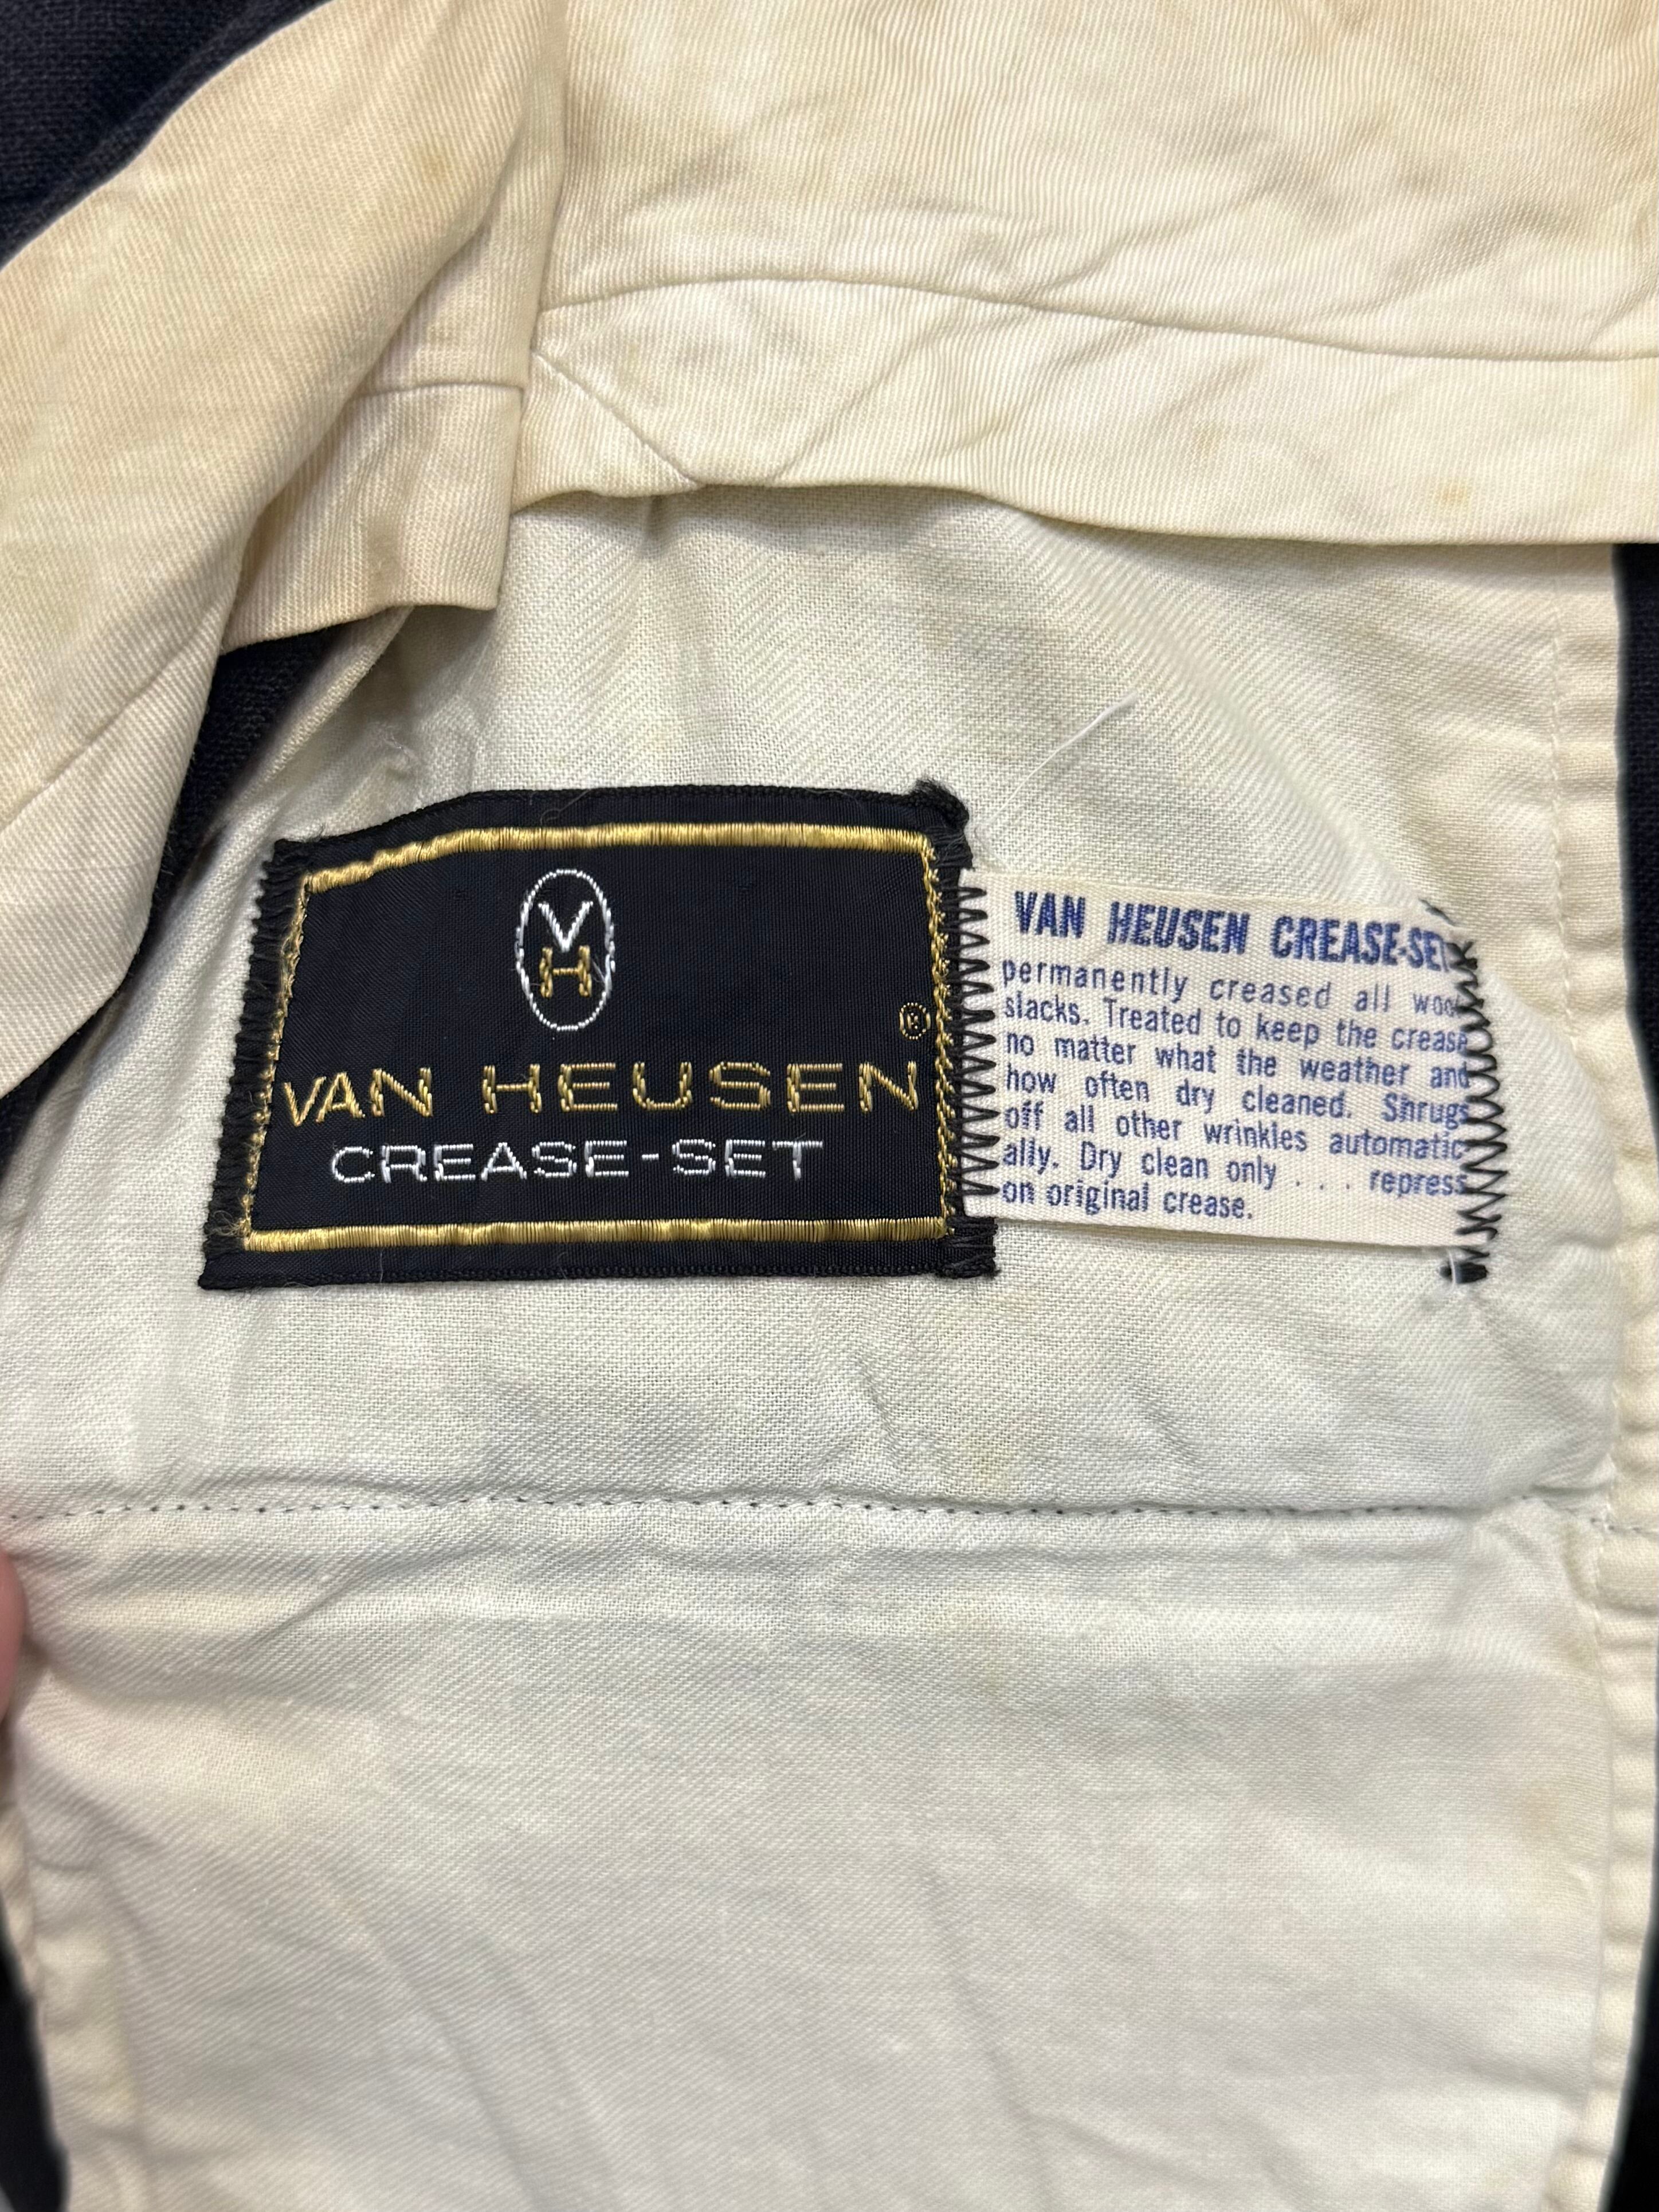 V
H
®
VAN HEUSEN
CREASE-SET
VAN HEUSEN CREASE-SET
permanently creased all wool
slacks. Treated to keep the crease
no matter what the weather and
how often dry cleaned. Shrugs
off all other wrinkles automatic-
ally. Dry clean only . . . repress
on original crease.